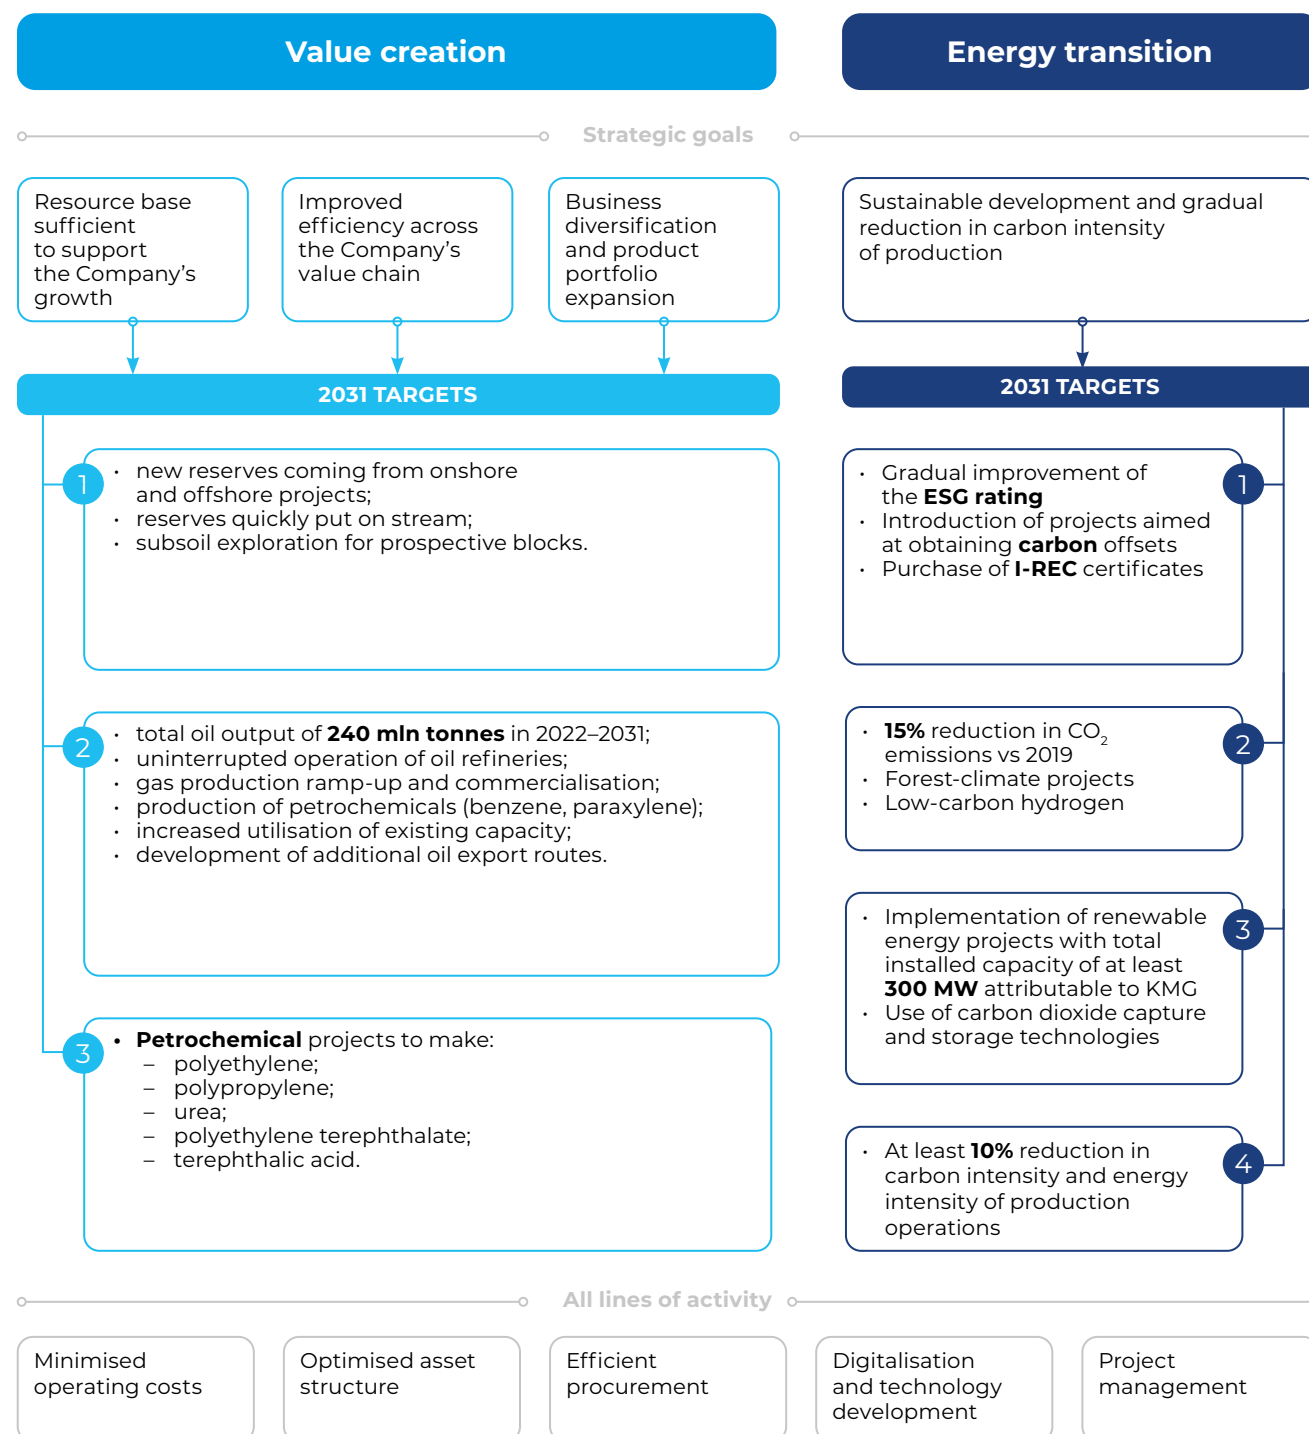 Value creation
Energy transition
Strategic goals
Resource base
sufficient
to support
the Company’s
growth
Improved
efficiency across
the Company’s
value chain
Business
diversification
and product
portfolio
expansion
Sustainable development and gradual
reduction in carbon intensity
of production
2031 TARGETS
1
• new reserves coming from onshore
and offshore projects;
• reserves quickly put on stream;
• subsoil exploration for prospective blocks.
2
• total oil output of 240 mln tonnes in 2022–2031;
• uninterrupted operation of oil refineries;
• gas production ramp-up and commercialisation;
• production of petrochemicals (benzene, paraxylene);
• increased utilisation of existing capacity;
• development of additional oil export routes.
3
• Petrochemical projects to make:
– polyethylene;
– polypropylene;
– urea;
– polyethylene terephthalate;
– terephthalic acid.
2031 TARGETS
1
• Gradual improvement of
the ESG rating
• Introduction of projects aimed
at obtaining carbon offsets
• Purchase of I-REC certificates
2
• 15% reduction in CO₂
emissions vs 2019
• Forest-climate projects
• Low-carbon hydrogen
3
• Implementation of renewable
energy projects with total
installed capacity of at least
300 MW attributable to KMG
• Use of carbon dioxide capture
and storage technologies
4
• At least 10% reduction in
carbon intensity and energy
intensity of production
operations
All lines of activity
Minimised
operating costs
Optimised asset
structure
Efficient
procurement
Digitalisation
and technology
development
Project
management